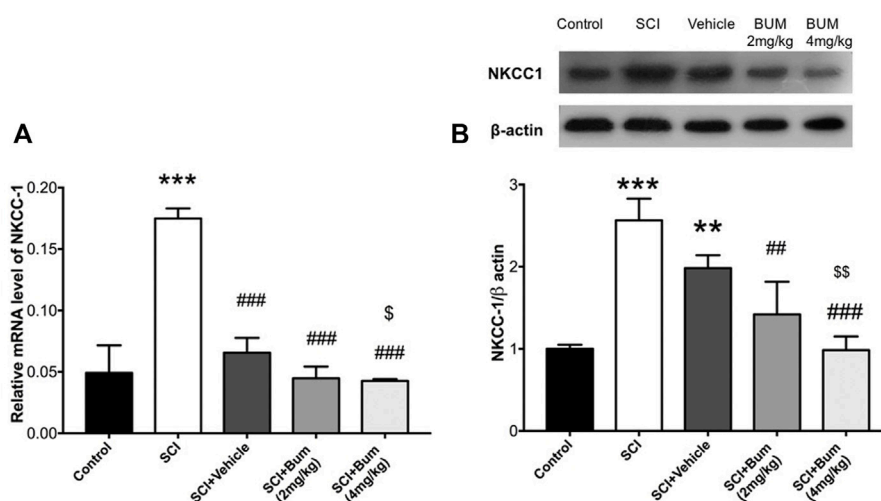 Control SCI Vehicle BUM BUM
2mg/kg 4mg/kg
NKCC1
β-actin
A
B
Relative mRNA level of NKCC-1
0.20
0.15
0.10
0.05
0.00
***
###
###
$
###
Control
SCI
SCI+Vehicle
SCI+Bum
(2mg/kg)
SCI+Bum
(4mg/kg)
NKCC-1/β actin
3
2
1
0
***
**
##
$$
###
Control
SCI
SCI+Vehicle
SCI+Bum
(2mg/kg)
SCI+Bum
(4mg/kg)